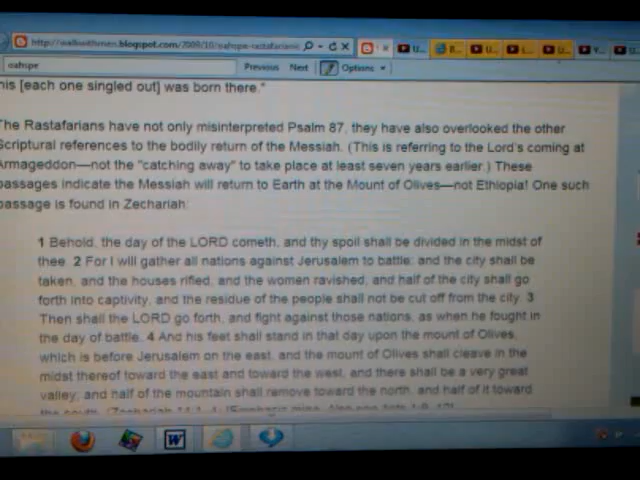 http://walkwithmen.blogspot.com/2009/10/oahspe-rastafarians
oahspe
Previous Next Options
his [each one singled out] was born there."
The Rastafarians have not only misinterpreted Psalm 87, they have also overlooked the other
Scriptural references to the bodily return of the Messiah. (This is referring to the Lord's coming at
Armageddon—not the "catching away" to take place at least seven years earlier.) These
passages indicate the Messiah will return to Earth at the Mount of Olives—not Ethiopia! One such
passage is found in Zechariah:
1 Behold, the day of the LORD cometh, and thy spoil shall be divided in the midst of
thee. 2 For I will gather all nations against Jerusalem to battle; and the city shall be
taken, and the houses rifled, and the women ravished; and half of the city shall go
forth into captivity, and the residue of the people shall not be cut off from the city. 3
Then shall the LORD go forth, and fight against those nations, as when he fought in
the day of battle. 4 And his feet shall stand in that day upon the mount of Olives,
which is before Jerusalem on the east, and the mount of Olives shall cleave in the
midst thereof toward the east and toward the west, and there shall be a very great
valley; and half of the mountain shall remove toward the north, and half of it toward
the south. (Zechariah 14:1-4;